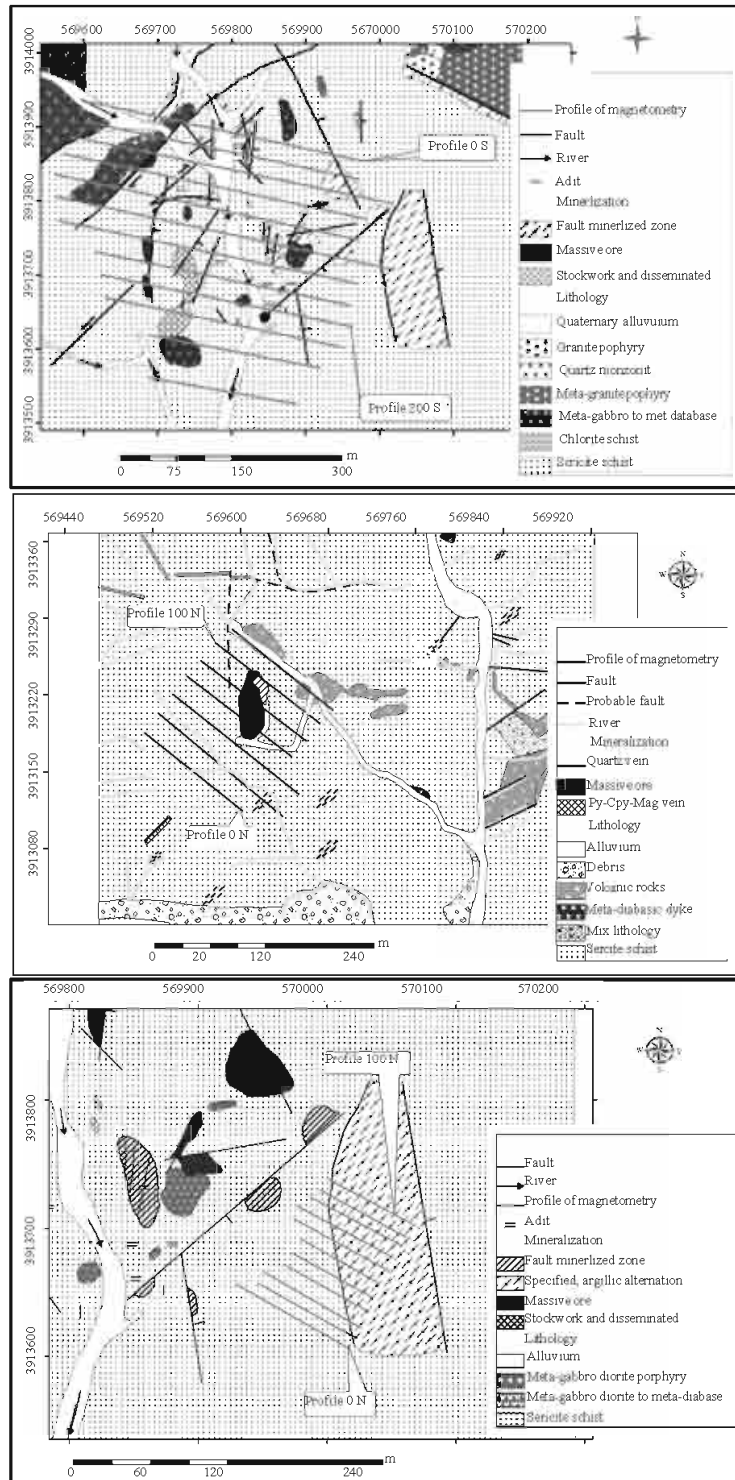 569600 569700 569800 569900 5670000 5670100 570200
3914000
3913900
3913800
3913700
3913600
3913500
Profile 0 S
Profile 200 S
Profile of magnetometry
Fault
River
Adit
Minerlization
Fault minerlized zone
Massive ore
Stockwork and disseminated
Lithology
Quaternary alluvuium
Granite pophyry
Quartz monzonit
Meta-granite pophyry
Meta-gabbro to met database
Chlorite schist
Sericite schist
m
0 75 150 300
569440 569520 569600 569680 569760 569840 569920
3913360
3913290
3913220
3913150
3913080
N
W E
S
Profile 100 N
Profile 0 N
Profile of magnetometry
Fault
Probable fault
River
Mineralization
Quartz vein
Massive ore
Py-Cpy-Mag vein
Lithology
Alluvium
Debris
Volcanic rocks
Meta-diabasic dyke
Mix lithology
Sercite schist
m
0 20 120 240
569800 569900 570000 570100 570200
3913800
3913700
3913600
N
W E
S
Profile 100 N
Profile 0 N
Fault
River
Profile of magnetometry
Adit
Mineralization
Fault minerlized zone
Specified, argillic alternation
Massive ore
Stockwork and disseminated
Lithology
Alluvium
Meta-gabbro diorite porphyry
Meta-gabbro diorite to meta-diabase
Sericite schist
m
0 60 120 240